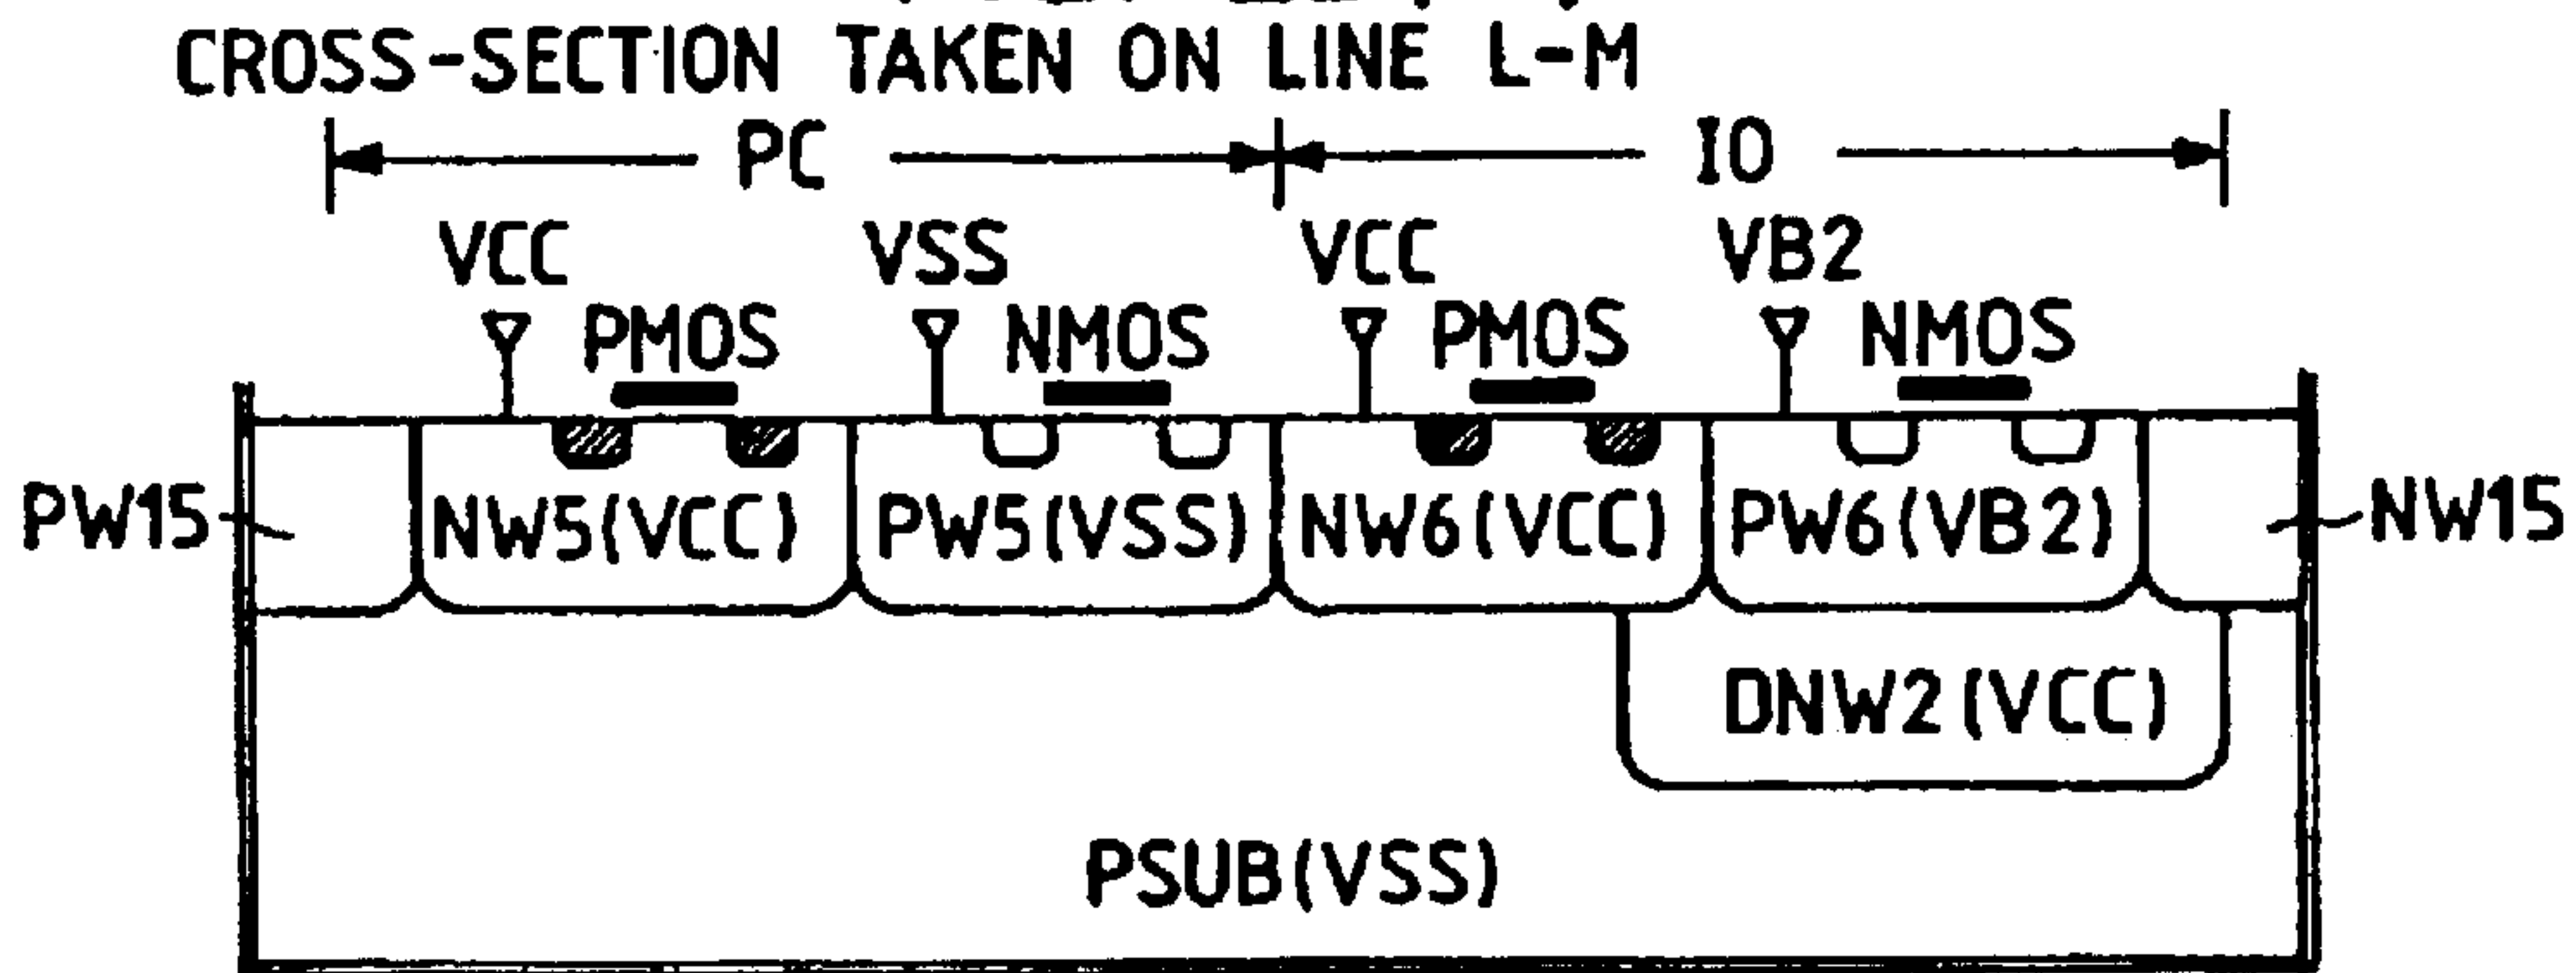 CROSS-SECTION TAKEN ON LINE L-M
PC IO
VCC VSS VCC VB2
PMOS NMOS PMOS NMOS
PW15 NW5(VCC) PW5(VSS) NW6(VCC) PW6(VB2) NW15
DNW2(VCC)
PSUB(VSS)